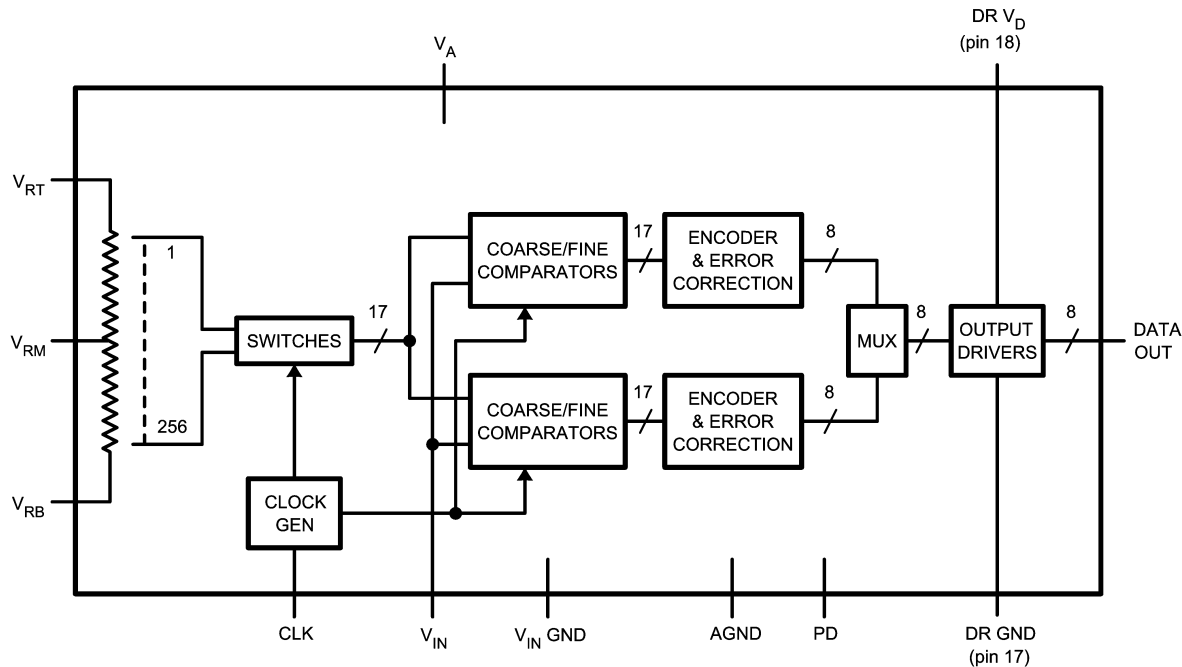 V_A
DR V_D
(pin 18)
V_RT
V_RM
V_RB
1
256
SWITCHES
17
CLOCK
GEN
COARSE/FINE
COMPARATORS
17
ENCODER
& ERROR
CORRECTION
8
COARSE/FINE
COMPARATORS
17
ENCODER
& ERROR
CORRECTION
8
MUX
8
OUTPUT
DRIVERS
8
DATA
OUT
CLK
V_IN
V_IN GND
AGND
PD
DR GND
(pin 17)